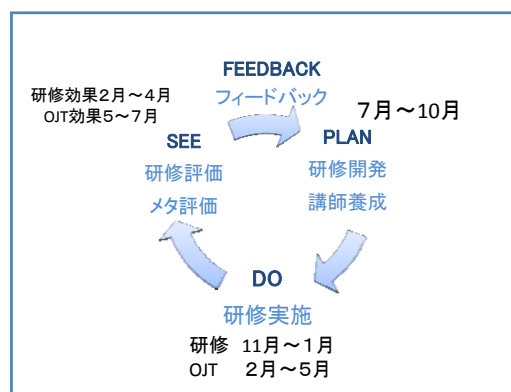 FEEDBACK
フィードバック
研修効果2月～4月
OJT効果5～7月
SEE
研修評価
メタ評価
7月～10月
PLAN
研修開発
講師養成
DO
研修実施
研修 11月～1月
OJT 2月～5月